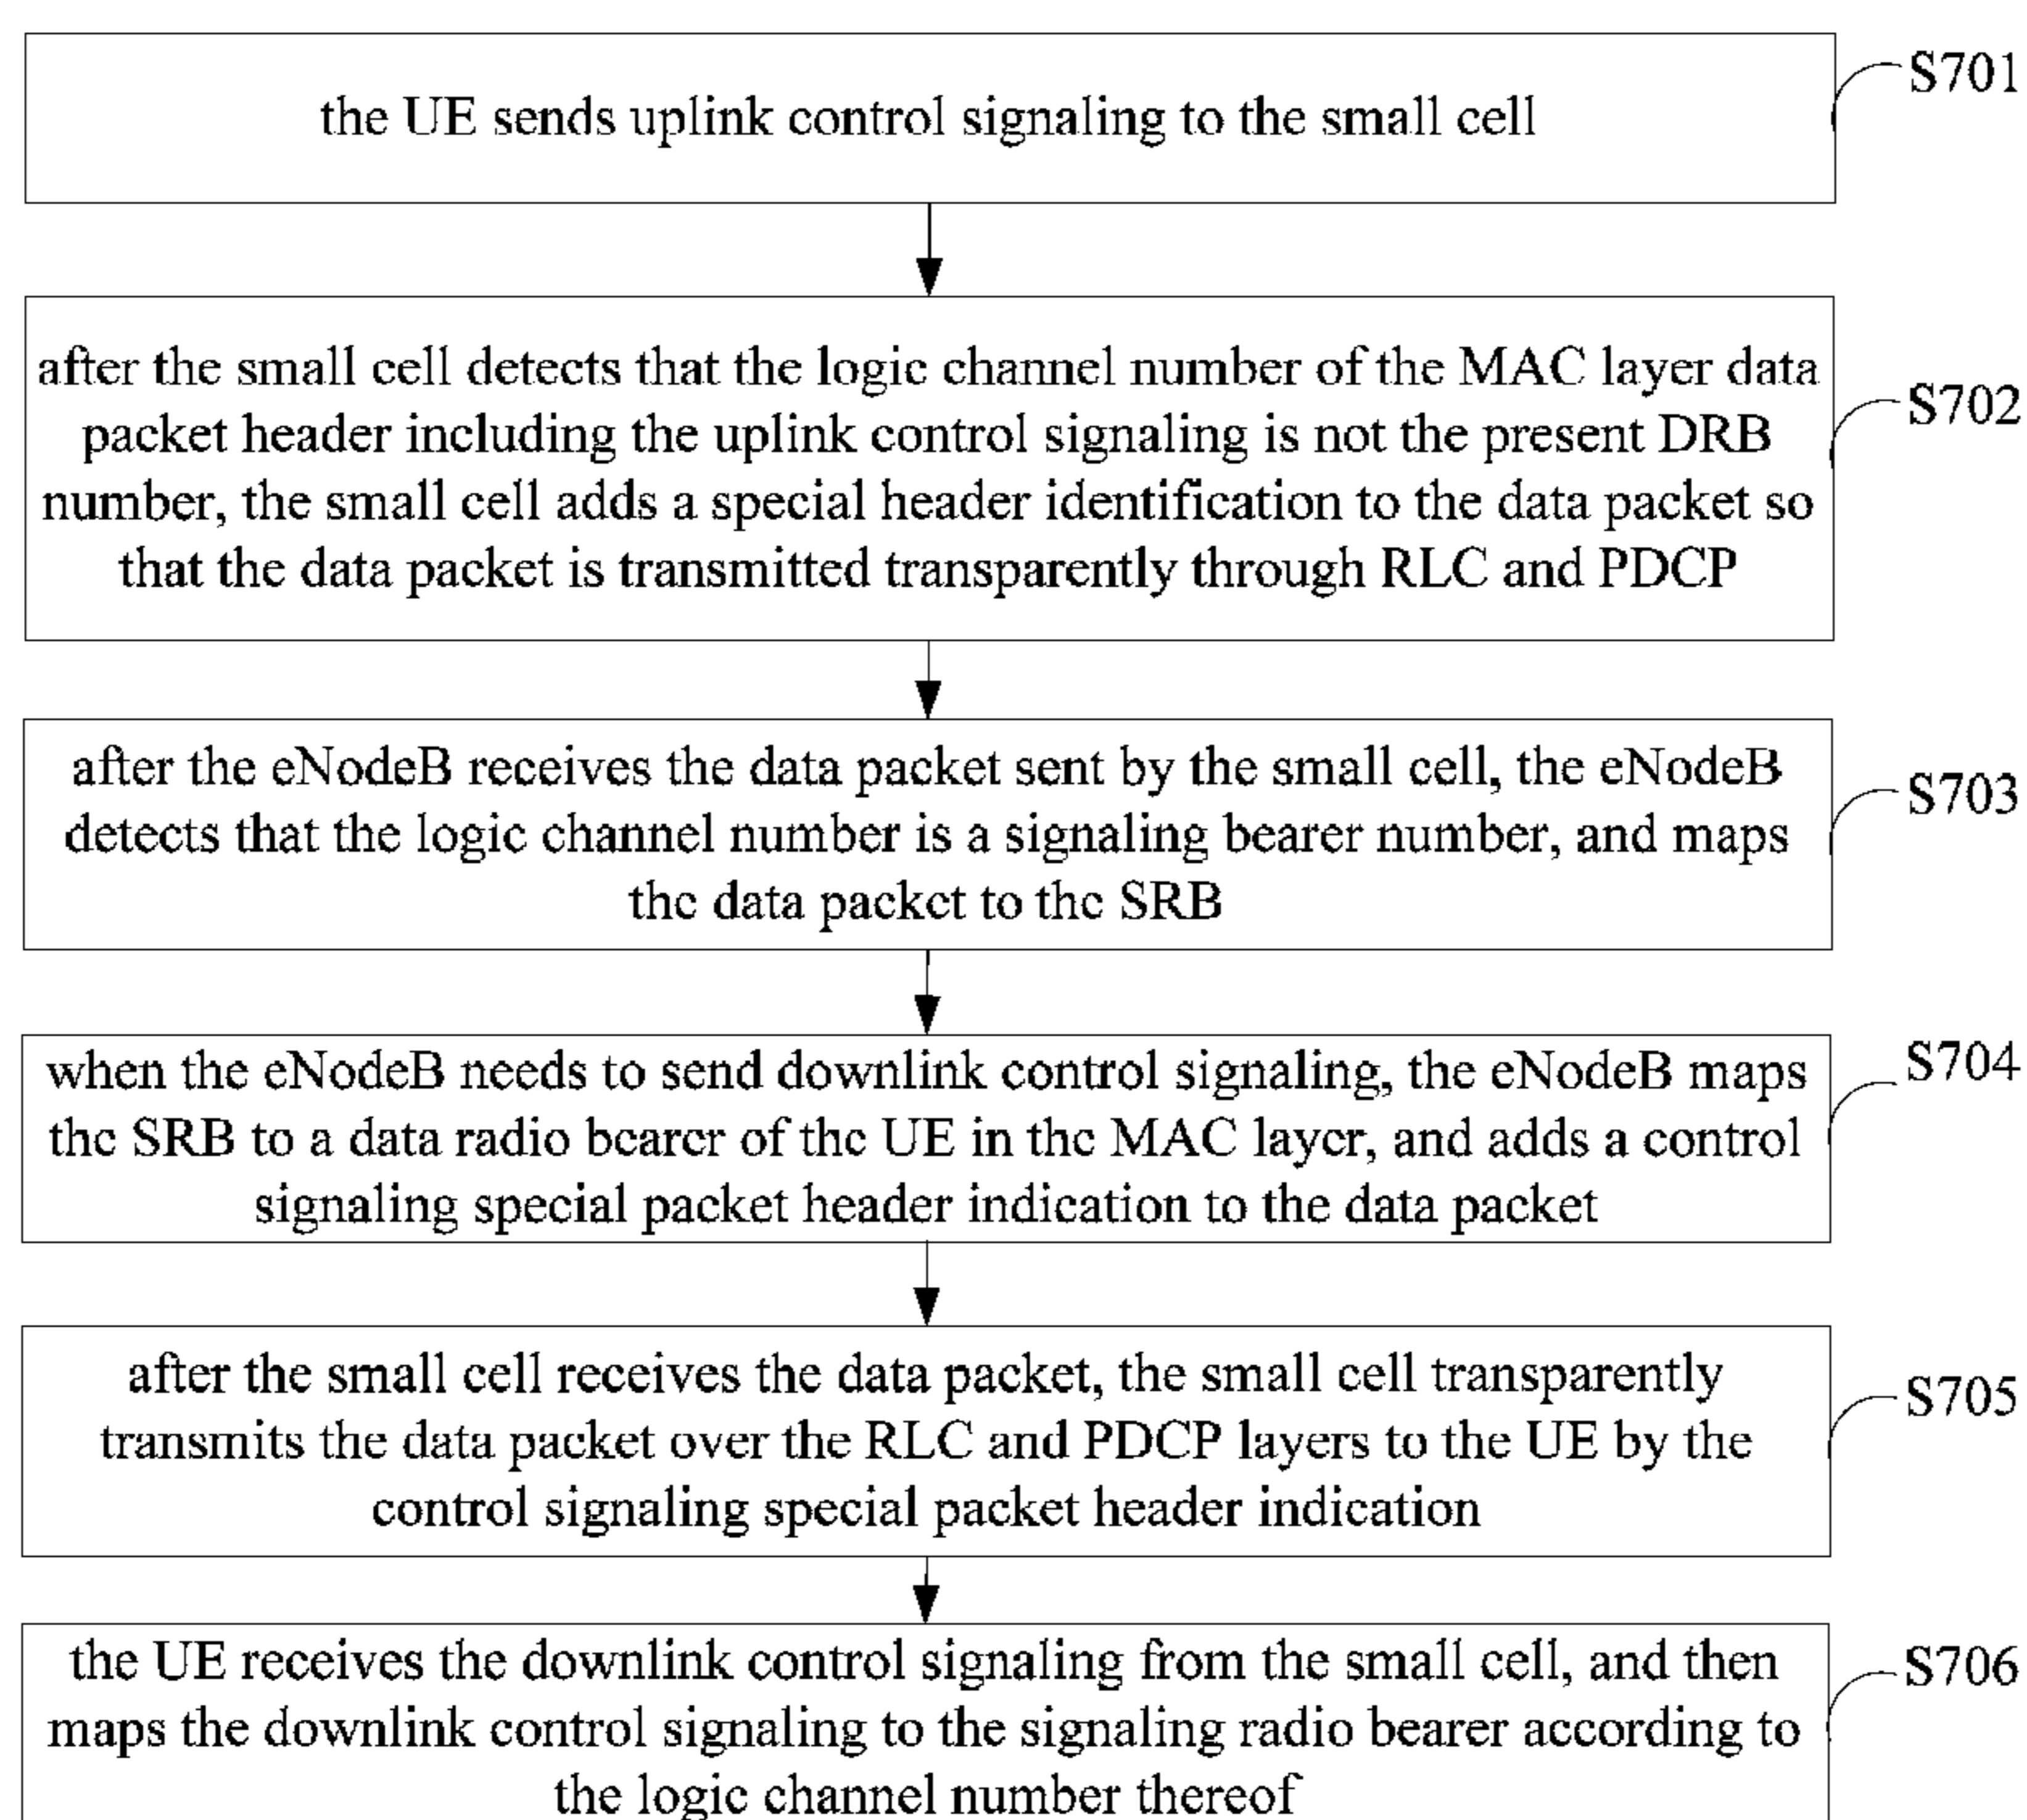 the UE sends uplink control signaling to the small cell
S701
after the small cell detects that the logic channel number of the MAC layer data
packet header including the uplink control signaling is not the present DRB
number, the small cell adds a special header identification to the data packet so
that the data packet is transmitted transparently through RLC and PDCP
S702
after the eNodeB receives the data packet sent by the small cell, the eNodeB
detects that the logic channel number is a signaling bearer number, and maps
the data packet to the SRB
S703
when the eNodeB needs to send downlink control signaling, the eNodeB maps
the SRB to a data radio bearer of the UE in the MAC layer, and adds a control
signaling special packet header indication to the data packet
S704
after the small cell receives the data packet, the small cell transparently
transmits the data packet over the RLC and PDCP layers to the UE by the
control signaling special packet header indication
S705
the UE receives the downlink control signaling from the small cell, and then
maps the downlink control signaling to the signaling radio bearer according to
the logic channel number thereof
S706